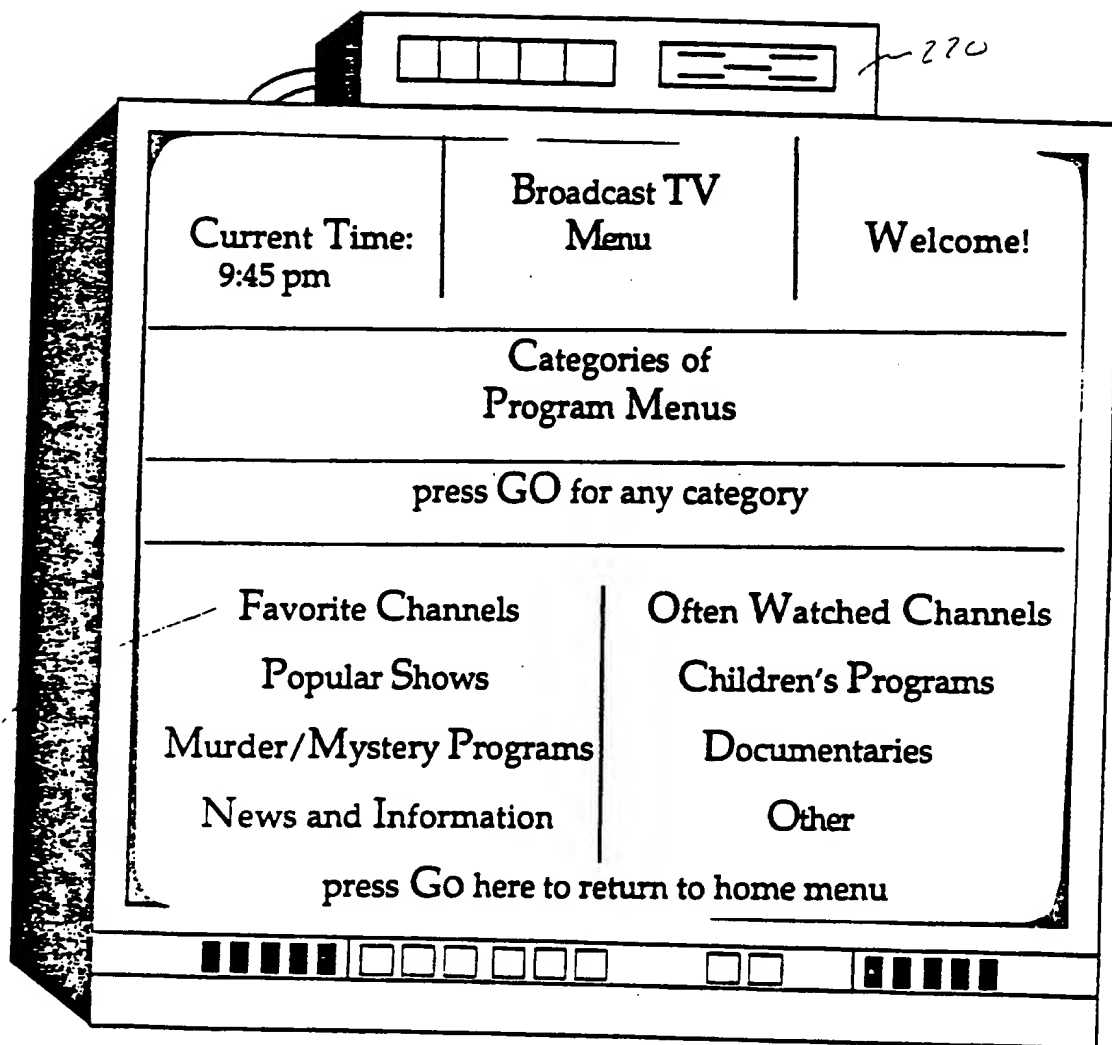 220
Broadcast TV
Menu
Current Time:
9:45 pm
Welcome!
Categories of
Program Menus
press GO for any category
Favorite Channels
Often Watched Channels
Popular Shows
Children's Programs
Murder/Mystery Programs
Documentaries
News and Information
Other
press Go here to return to home menu